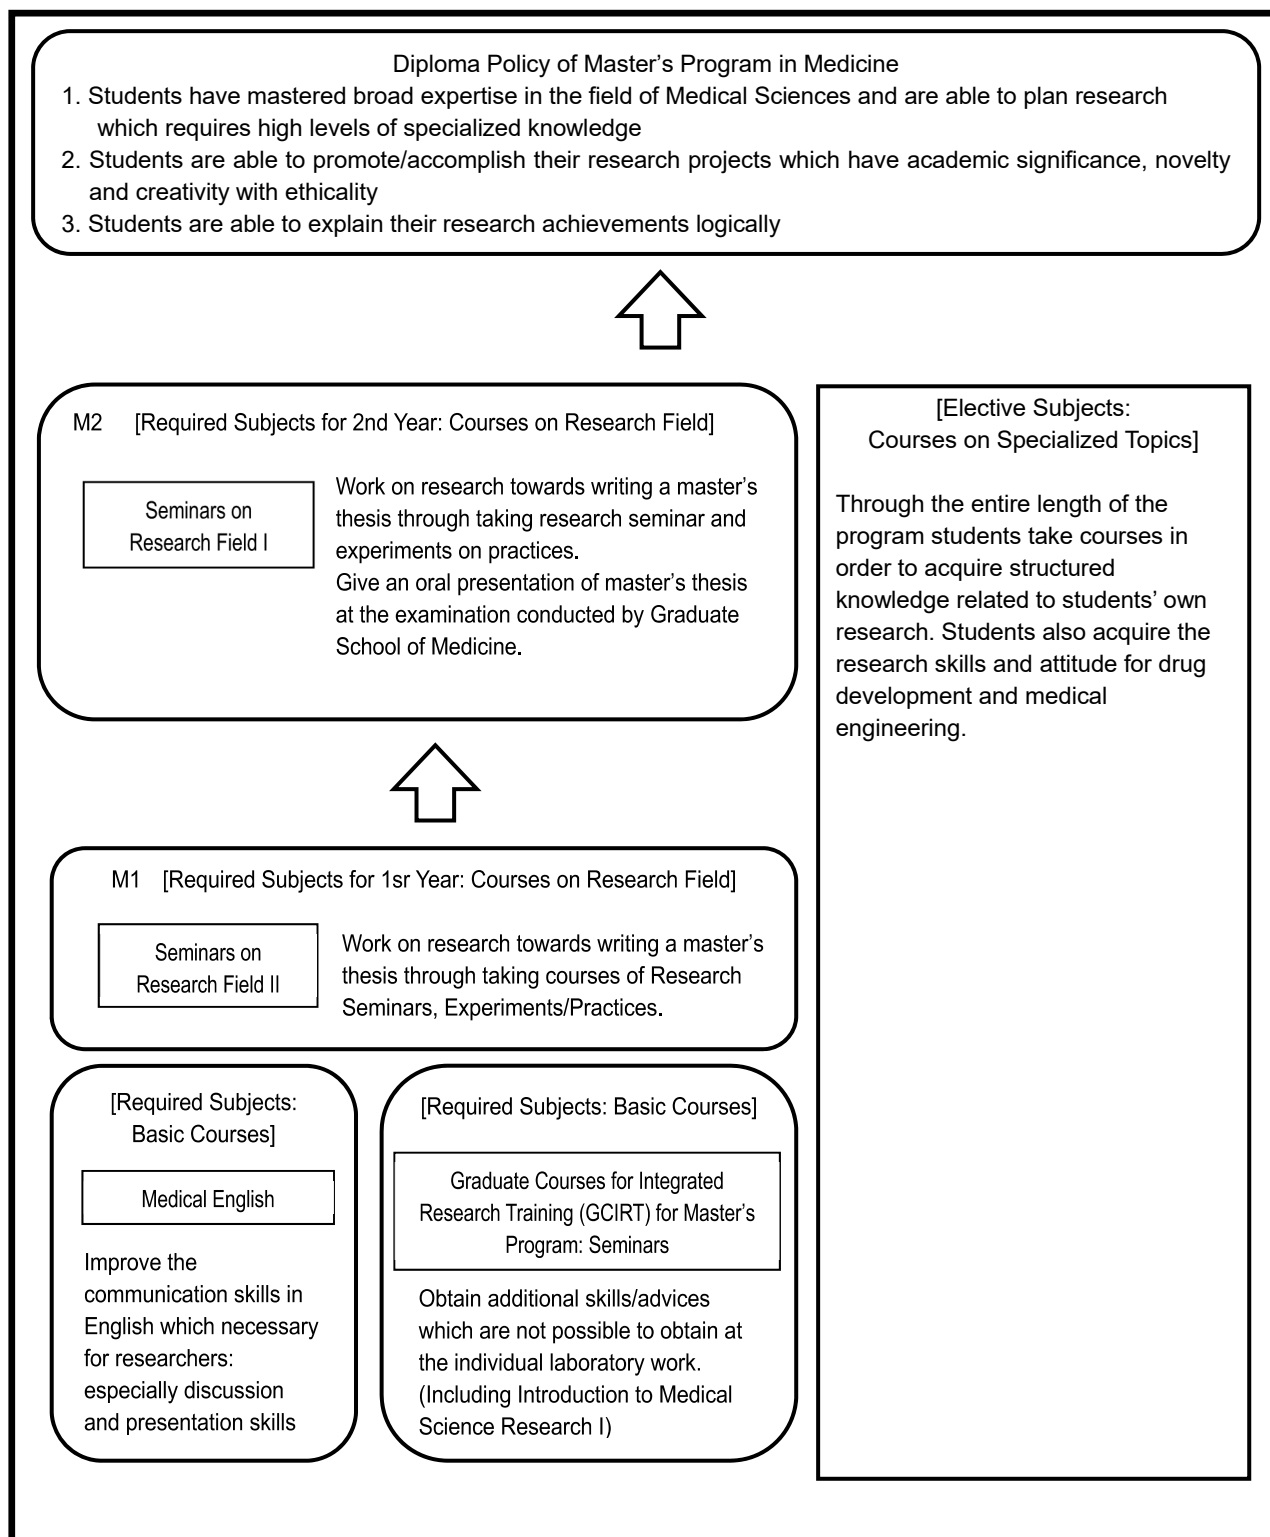 Diploma Policy of Master’s Program in Medicine
1. Students have mastered broad expertise in the field of Medical Sciences and are able to plan research
which requires high levels of specialized knowledge
2. Students are able to promote/accomplish their research projects which have academic significance, novelty
and creativity with ethicality
3. Students are able to explain their research achievements logically
M2 [Required Subjects for 2nd Year: Courses on Research Field]
Seminars on
Research Field I
Work on research towards writing a master’s
thesis through taking research seminar and
experiments on practices.
Give an oral presentation of master’s thesis
at the examination conducted by Graduate
School of Medicine.
[Elective Subjects:
Courses on Specialized Topics]
Through the entire length of the
program students take courses in
order to acquire structured
knowledge related to students’ own
research. Students also acquire the
research skills and attitude for drug
development and medical
engineering.
M1 [Required Subjects for 1sr Year: Courses on Research Field]
Seminars on
Research Field II
Work on research towards writing a master’s
thesis through taking courses of Research
Seminars, Experiments/Practices.
[Required Subjects:
Basic Courses]
Medical English
Improve the
communication skills in
English which necessary
for researchers:
especially discussion
and presentation skills
[Required Subjects: Basic Courses]
Graduate Courses for Integrated
Research Training (GCIRT) for Master’s
Program: Seminars
Obtain additional skills/advices
which are not possible to obtain at
the individual laboratory work.
(Including Introduction to Medical
Science Research I)